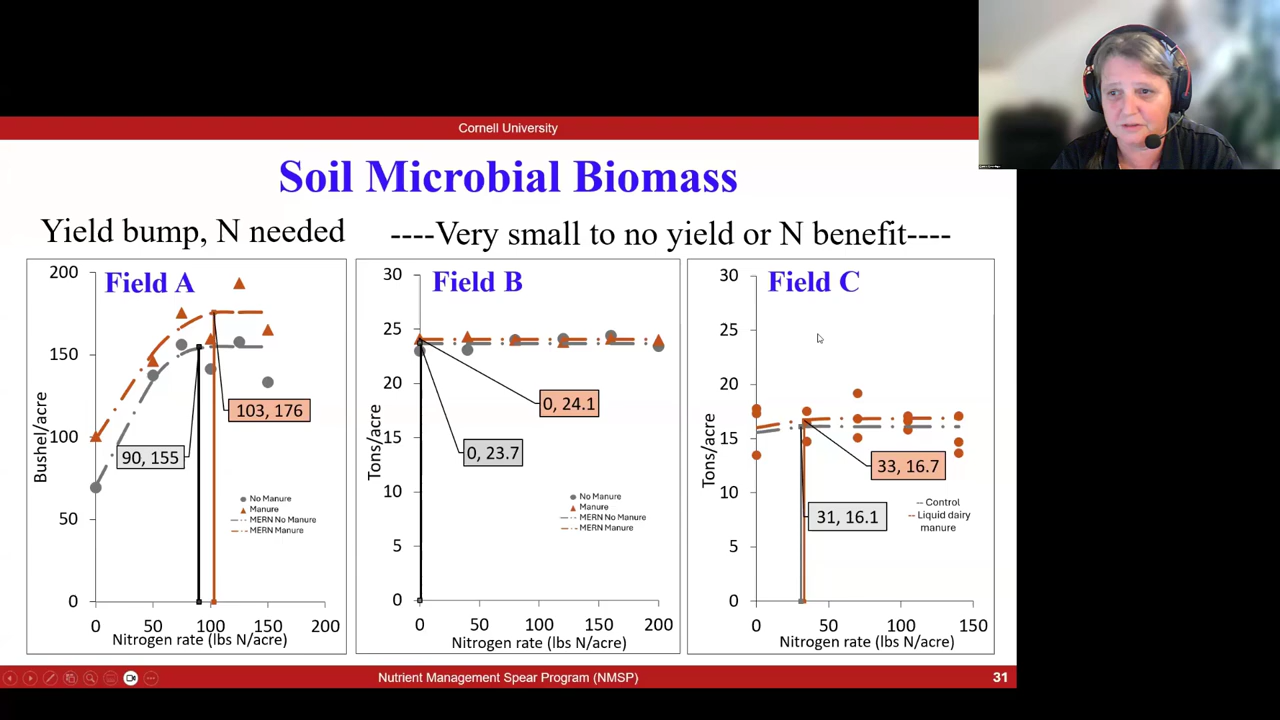 Cornell University
Soil Microbial Biomass
Yield bump, N needed
----Very small to no yield or N benefit----
Field A
200
150
100
50
0
Bushel/acre
103, 176
90, 155
No Manure
Manure
MERN No Manure
MERN Manure
0 50 100 150 200
Nitrogen rate (lbs N/acre)
Field B
30
25
20
15
10
5
0
Tons/acre
0, 24.1
0, 23.7
No Manure
Manure
MERN No Manure
MERN Manure
0 50 100 150 200
Nitrogen rate (lbs N/acre)
Field C
30
25
20
15
10
5
0
Tons/acre
33, 16.7
31, 16.1
-- Control
-- Liquid dairy
manure
0 50 100 150
Nitrogen rate (lbs N/acre)
Nutrient Management Spear Program (NMSP)
31